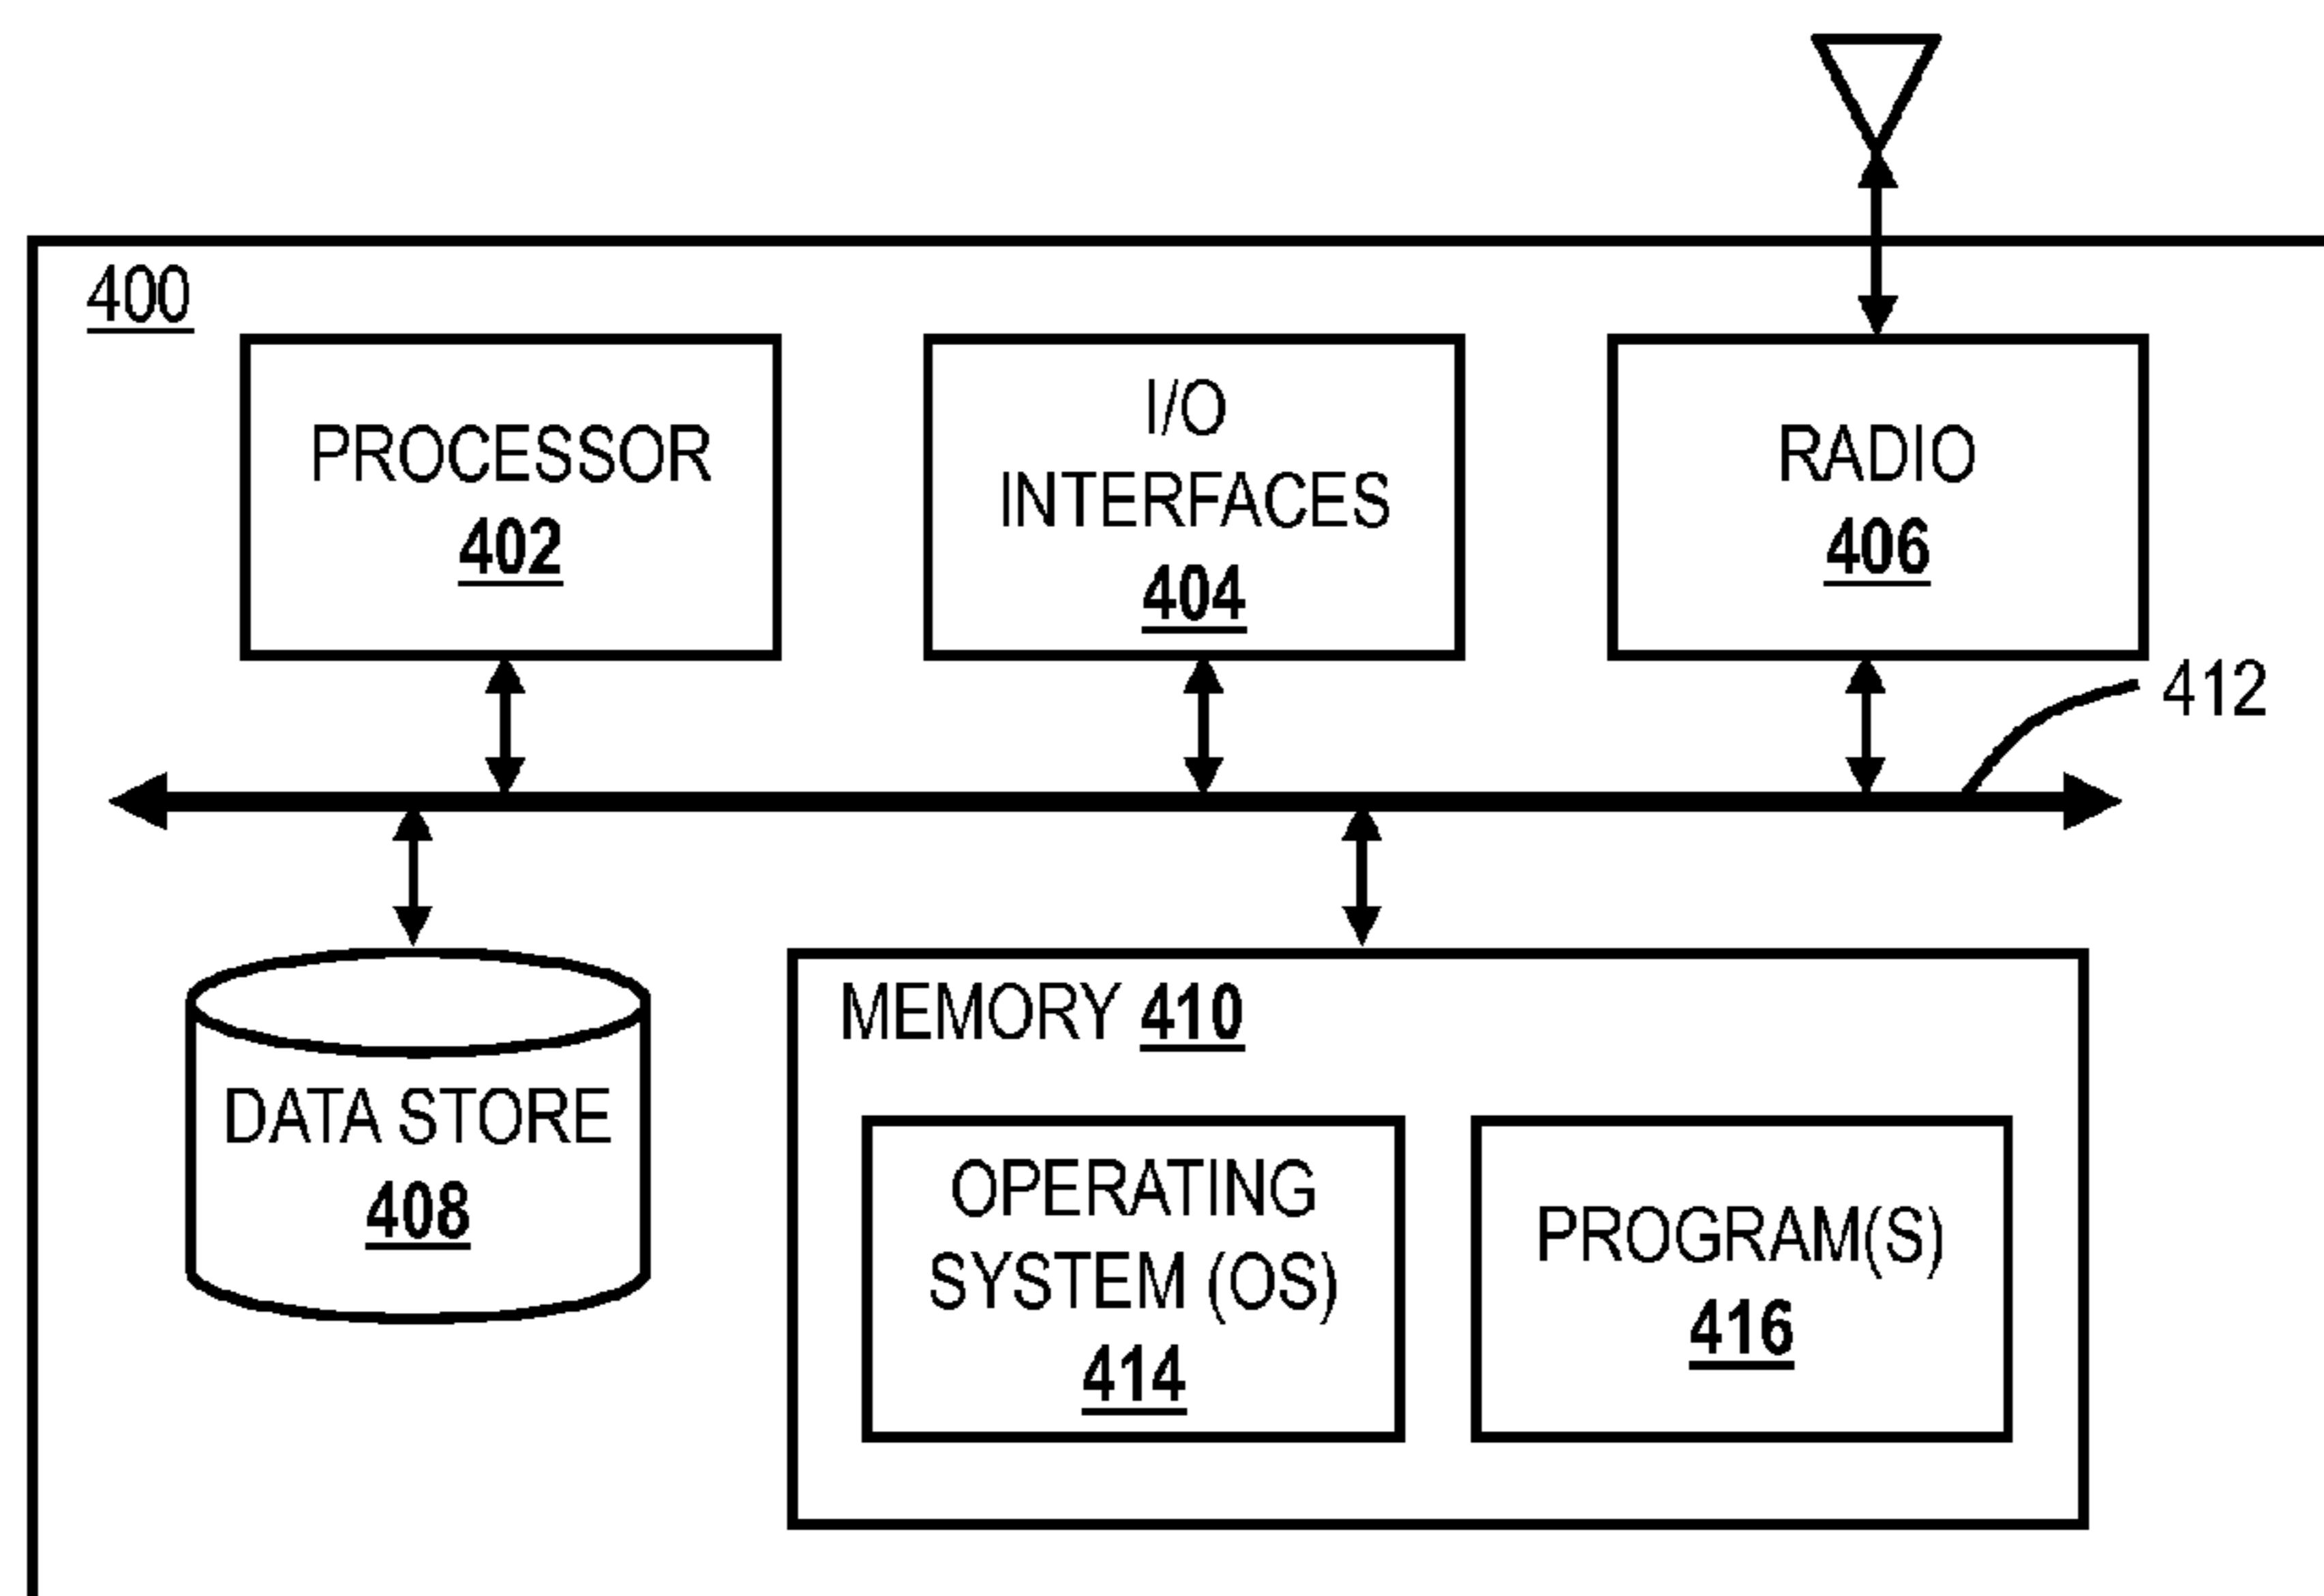 400
PROCESSOR
402
I/O
INTERFACES
404
RADIO
406
412
DATA STORE
408
MEMORY 410
OPERATING
SYSTEM (OS)
414
PROGRAM(S)
416